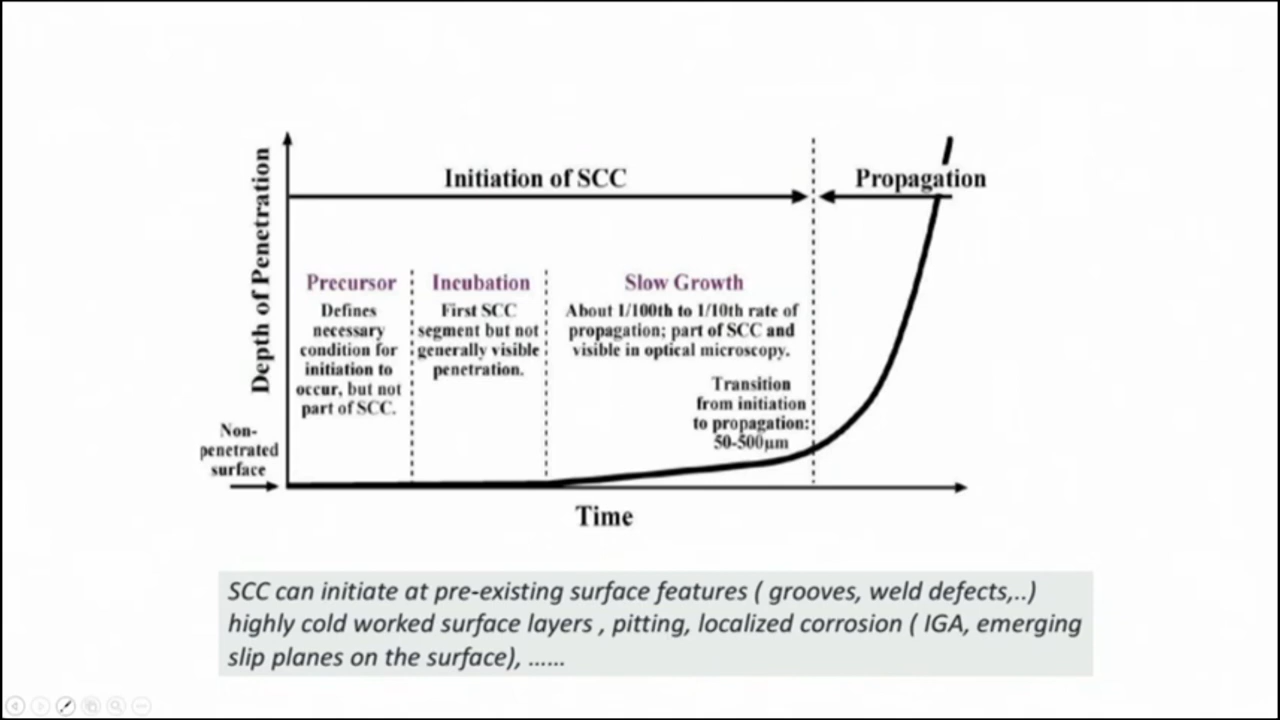 Depth of Penetration
Initiation of SCC
Propagation
Precursor
Defines
necessary
condition for
initiation to
occur, but not
part of SCC.
Incubation
First SCC
segment but not
generally visible
penetration.
Slow Growth
About 1/100th to 1/10th rate of
propagation; part of SCC and
visible in optical microscopy.
Transition
from initiation
to propagation:
50-500µm
Non-
penetrated
surface
Time
SCC can initiate at pre-existing surface features ( grooves, weld defects,..)
highly cold worked surface layers , pitting, localized corrosion ( IGA, emerging
slip planes on the surface), ......